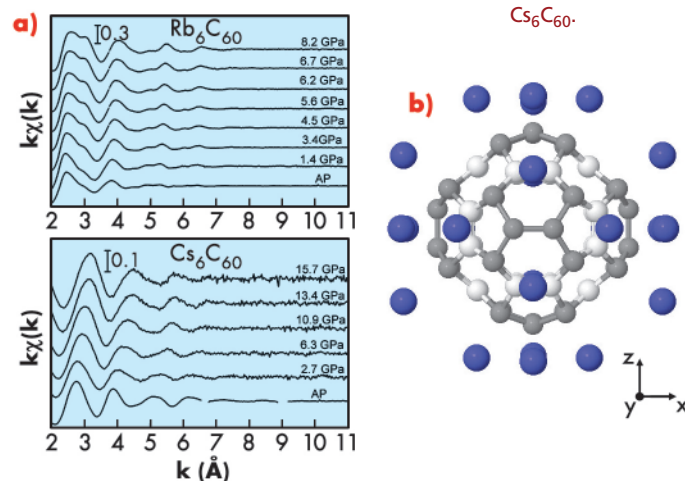 Cs6C60.
a)
Rb6C60
0.3
8.2 GPa
6.7 GPa
6.2 GPa
5.6 GPa
4.5 GPa
3.4GPa
1.4 GPa
AP
kχ(k)
2 3 4 5 6 7 8 9 10 11
Cs6C60
0.1
15.7 GPa
13.4 GPa
10.9 GPa
6.3 GPa
2.7 GPa
AP
kχ(k)
2 3 4 5 6 7 8 9 10 11
k (Å)
b)
z
y x